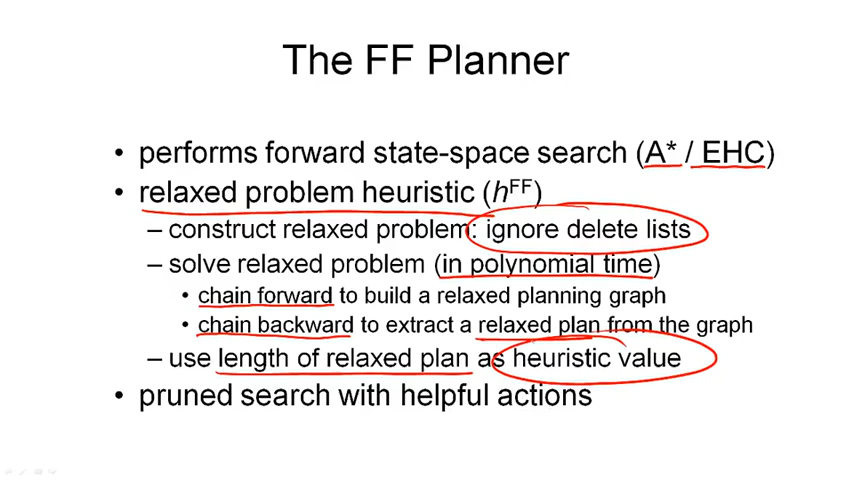 The FF Planner
• performs forward state-space search (A* / EHC)
• relaxed problem heuristic (hFF)
– construct relaxed problem: ignore delete lists
– solve relaxed problem (in polynomial time)
• chain forward to build a relaxed planning graph
• chain backward to extract a relaxed plan from the graph
– use length of relaxed plan as heuristic value
• pruned search with helpful actions